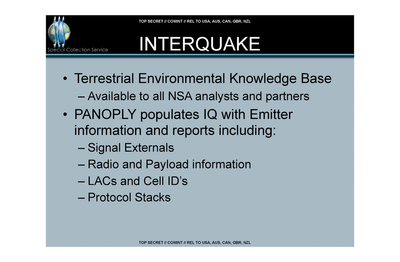 TOP SECRET // COMINT // REL TO USA, AUS, CAN, GBR, NZL
Special Collection Service
INTERQUAKE
• Terrestrial Environmental Knowledge Base
– Available to all NSA analysts and partners
• PANOPLY populates IQ with Emitter
information and reports including:
– Signal Externals
– Radio and Payload information
– LACs and Cell ID's
– Protocol Stacks
TOP SECRET // COMINT // REL TO USA, AUS, CAN, GBR, NZL